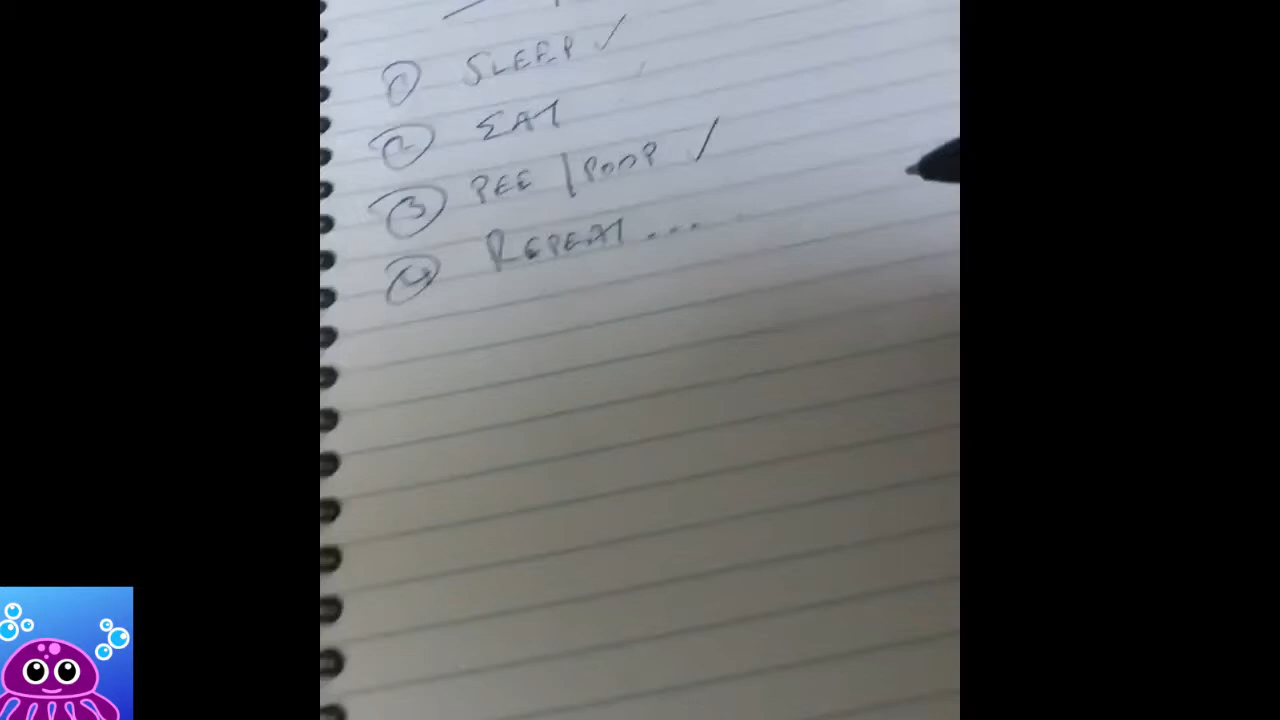 ① SLEEP ✓
② EAT
③ PEE / POOP ✓
④ REPEAT...